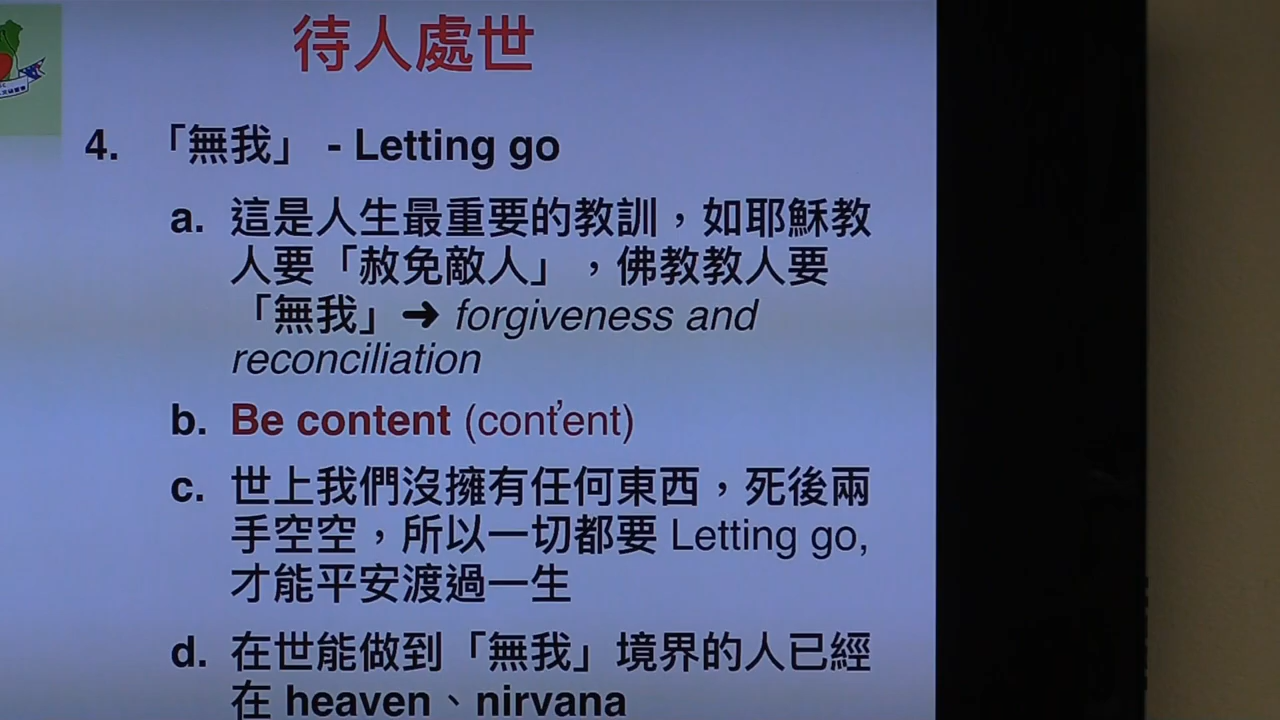 待人處世
4. 「無我」 - Letting go
a. 這是人生最重要的教訓，如耶穌教
人要「赦免敵人」，佛教教人要
「無我」➜ forgiveness and
reconciliation
b. Be content (cont'ent)
c. 世上我們沒擁有任何東西，死後兩
手空空，所以一切都要 Letting go,
才能平安渡過一生
d. 在世能做到「無我」境界的人已經
在 heaven、nirvana